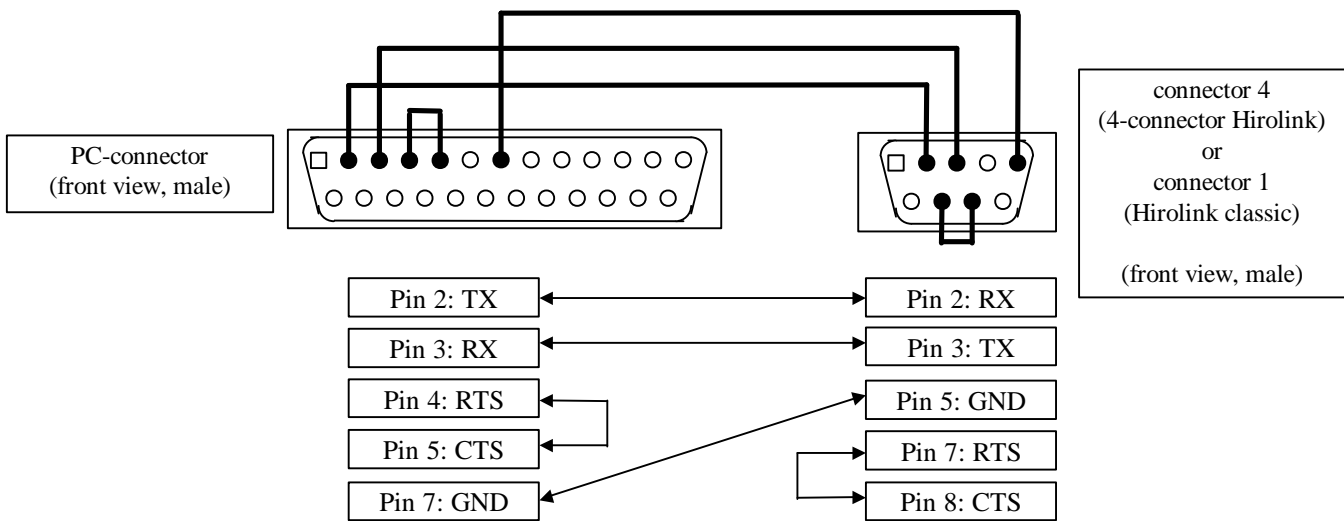 PC-connector
(front view, male)
connector 4
(4-connector Hirolink)
or
connector 1
(Hirolink classic)
(front view, male)
Pin 2: TX
Pin 2: RX
Pin 3: RX
Pin 3: TX
Pin 4: RTS
Pin 5: GND
Pin 5: CTS
Pin 7: RTS
Pin 7: GND
Pin 8: CTS